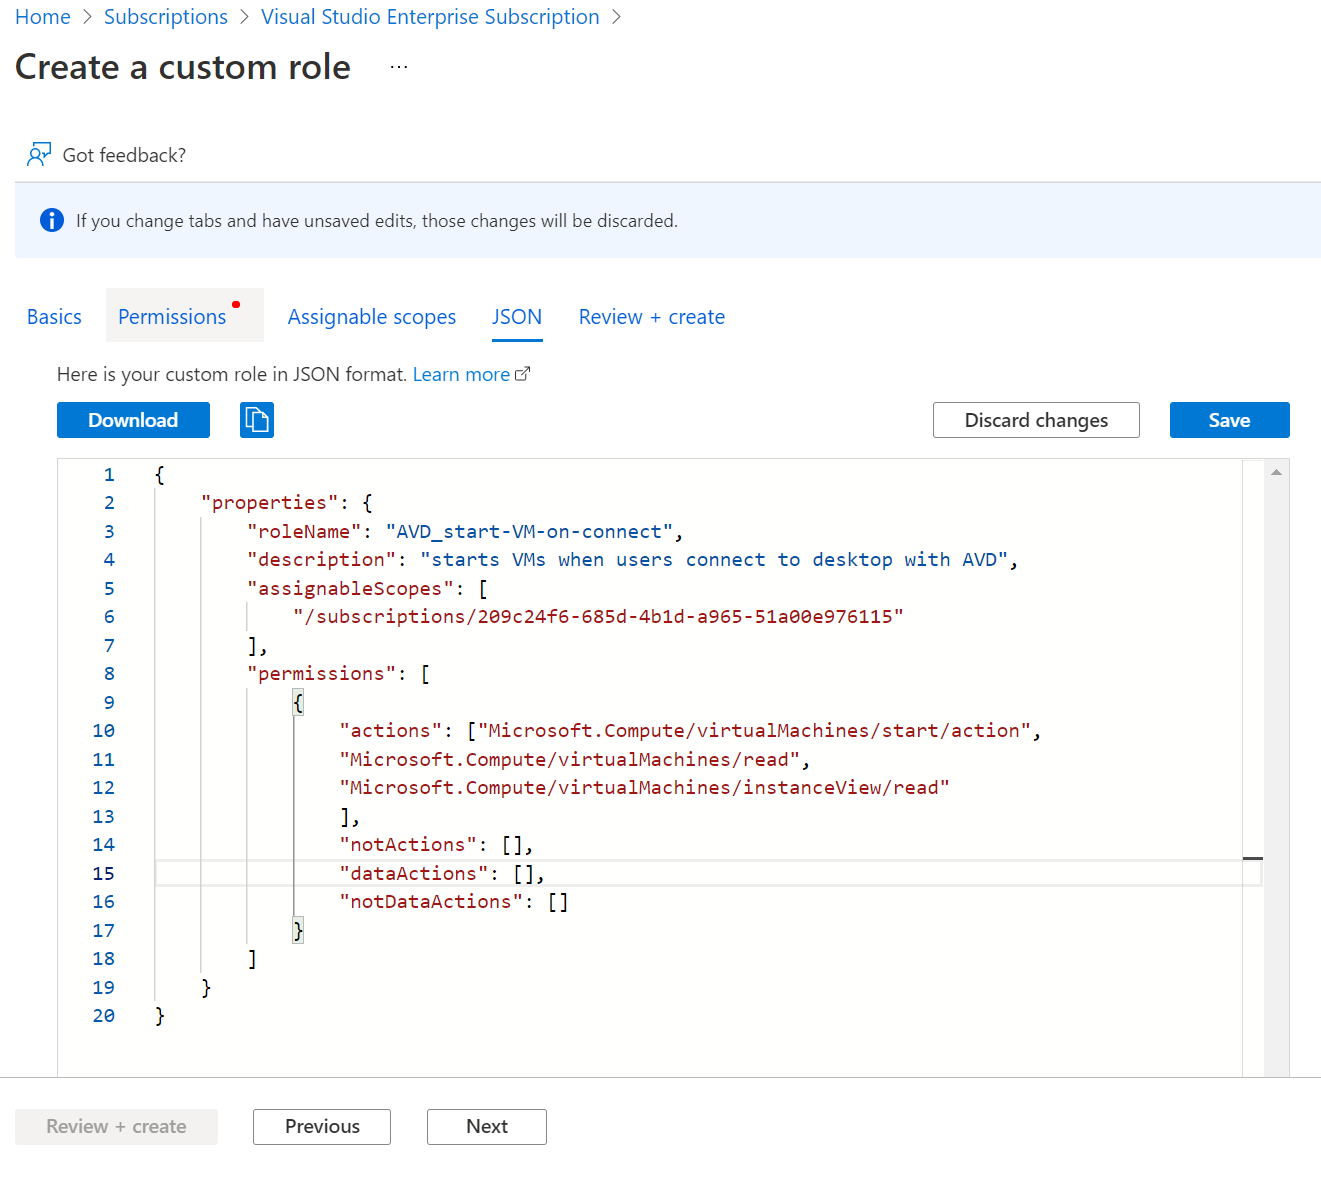 Home > Subscriptions > Visual Studio Enterprise Subscription >
Create a custom role ...
Got feedback?
If you change tabs and have unsaved edits, those changes will be discarded.
Basics Permissions Assignable scopes JSON Review + create
Here is your custom role in JSON format. Learn more
Download Discard changes Save
1 {
2 "properties": {
3 "roleName": "AVD_start-VM-on-connect",
4 "description": "starts VMs when users connect to desktop with AVD",
5 "assignableScopes": [
6 "/subscriptions/209c24f6-685d-4b1d-a965-51a00e976115"
7 ],
8 "permissions": [
9 {
10 "actions": ["Microsoft.Compute/virtualMachines/start/action",
11 "Microsoft.Compute/virtualMachines/read",
12 "Microsoft.Compute/virtualMachines/instanceView/read"
13 ],
14 "notActions": [],
15 "dataActions": [],
16 "notDataActions": []
17 }
18 ]
19 }
20 }
Review + create Previous Next